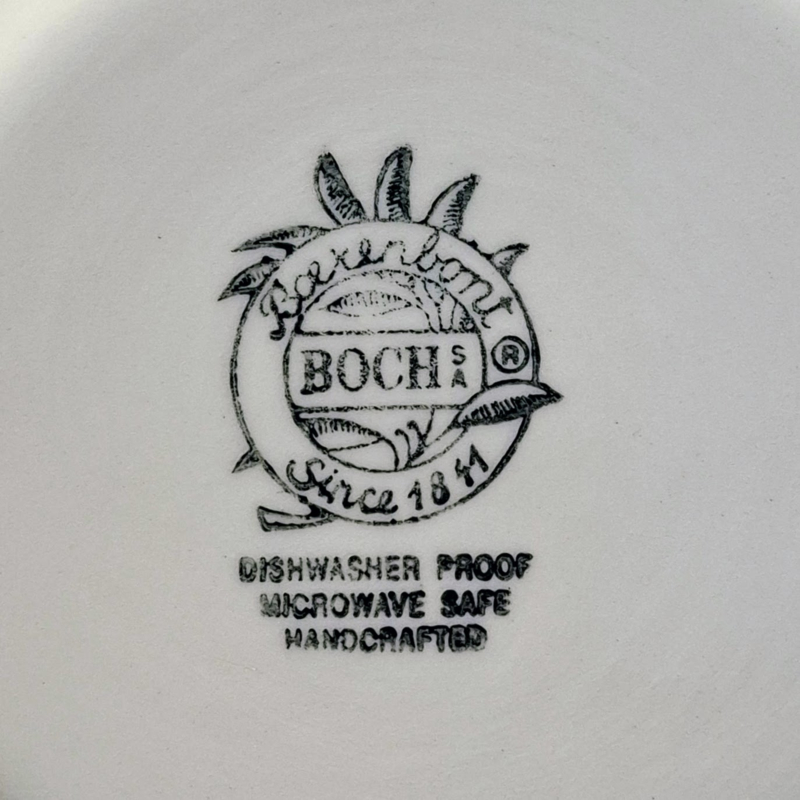 Boerenbont
BOCH SA ®
Since 1841
DISHWASHER PROOF
MICROWAVE SAFE
HANDCRAFTED